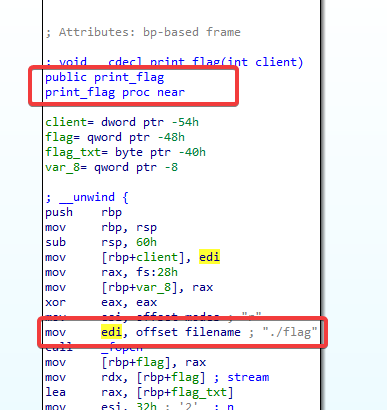 ; Attributes: bp-based frame
; void __cdecl print_flag(int client)
public print_flag
print_flag proc near
client= dword ptr -54h
flag= qword ptr -48h
flag_txt= byte ptr -40h
var_8= qword ptr -8
; __unwind {
push rbp
mov rbp, rsp
sub rsp, 60h
mov [rbp+client], edi
mov rax, fs:28h
mov [rbp+var_8], rax
xor eax, eax
mov esi, offset modes ; "r"
mov edi, offset filename ; "./flag"
call _fopen
mov [rbp+flag], rax
mov rdx, [rbp+flag] ; stream
lea rax, [rbp+flag_txt]
mov esi, 32h ; '2' ; n